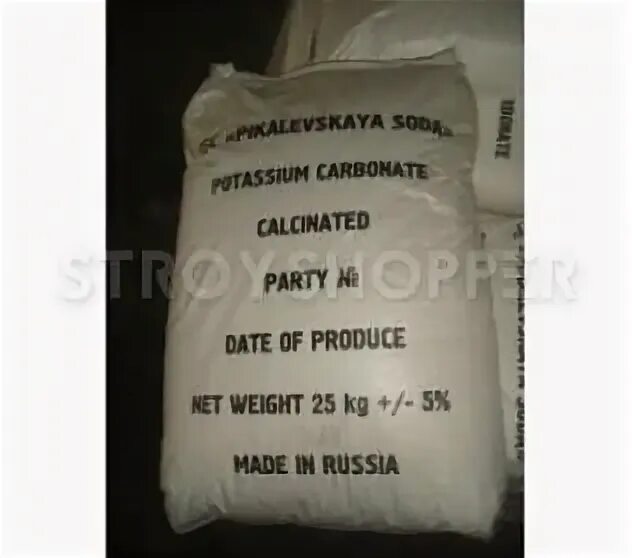 PIKALEVSKAYA SODA
POTASSIUM CARBONATE
CALCINATED
PARTY №
DATE OF PRODUCE
NET WEIGHT 25 kg +/- 5%
MADE IN RUSSIA
STROYSHOPPER